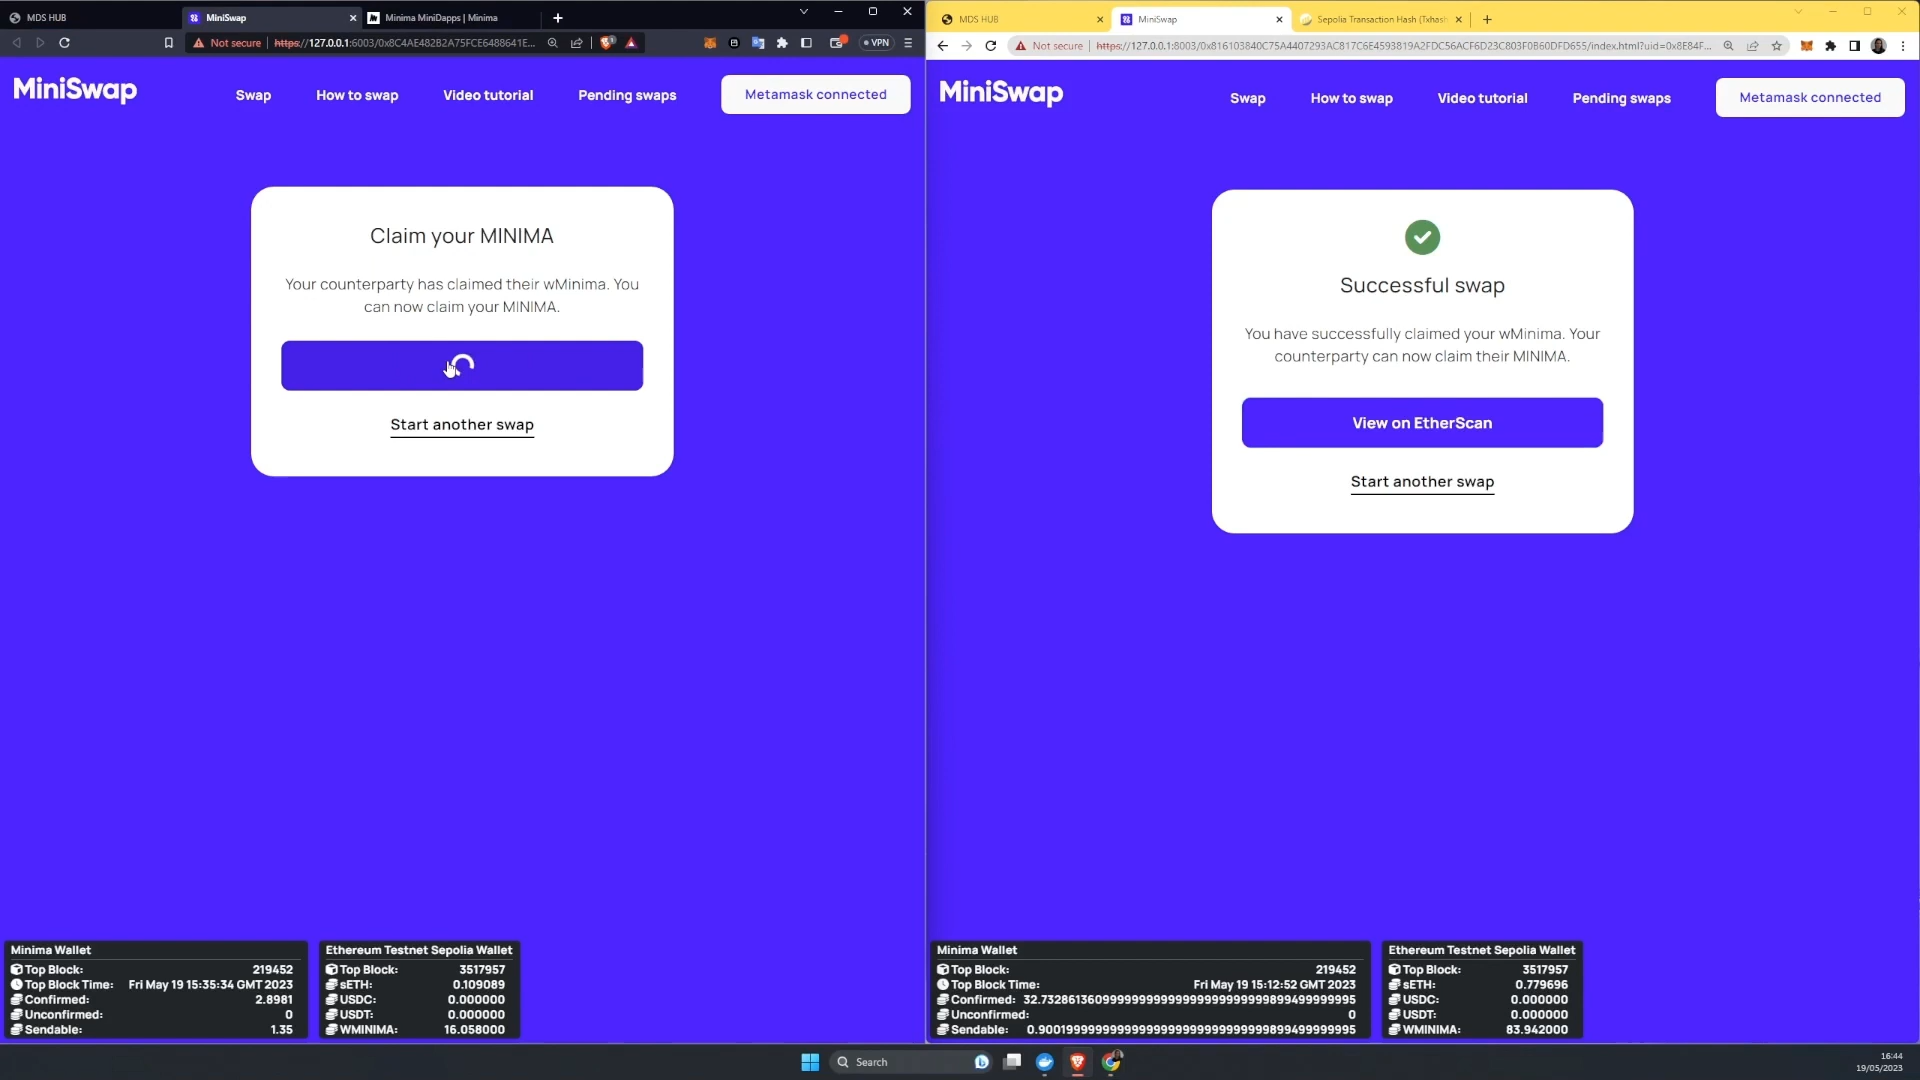 MDS HUB
MiniSwap
Minima MiniDapps | Minima
Not secure
https://127.0.0.1:6003/0x8C4AE482B2A75FCE6488641E...
VPN
MiniSwap
Swap
How to swap
Video tutorial
Pending swaps
Metamask connected
Claim your MINIMA
Your counterparty has claimed their wMinima. You
can now claim your MINIMA.
Start another swap
Minima Wallet
Top Block: 219452
Top Block Time: Fri May 19 15:35:34 GMT 2023
Confirmed: 2.8981
Unconfirmed: 0
Sendable: 1.35
Ethereum Testnet Sepolia Wallet
Top Block: 3517957
sETH: 0.109089
USDC: 0.000000
USDT: 0.000000
WMINIMA: 16.058000
MDS HUB
MiniSwap
Sepolia Transaction Hash (Txhash
Not secure
https://127.0.0.1:8003/0x816103840C75A4407293AC817C6E4593819A2FDC56ACF6D23C803F0B60DFD655/index.html?uid=0x8E84F...
MiniSwap
Swap
How to swap
Video tutorial
Pending swaps
Metamask connected
Successful swap
You have successfully claimed your wMinima. Your
counterparty can now claim their MINIMA.
View on EtherScan
Start another swap
Minima Wallet
Top Block: 219452
Top Block Time: Fri May 19 15:12:52 GMT 2023
Unconfirmed: 0
Ethereum Testnet Sepolia Wallet
Top Block: 3517957
sETH: 0.779696
USDC: 0.000000
USDT: 0.000000
WMINIMA: 83.942000
Search
16:44
19/05/2023